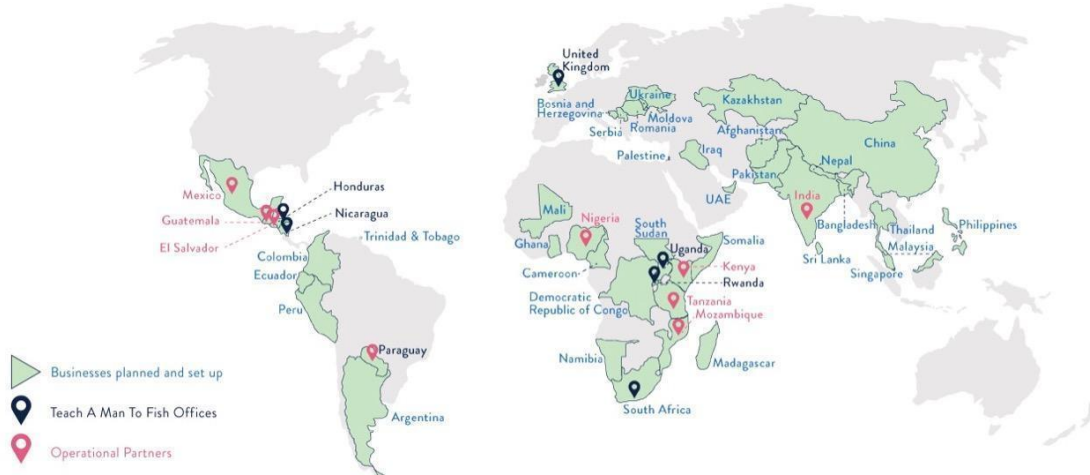 United
Kingdom
Bosnia and
Herzegovina
Ukraine
Moldova
Serbia
Romania
Kazakhstan
Afghanistan
China
Palestine
Iraq
Nepal
Pakistan
UAE
India
Bangladesh
Thailand
Philippines
Malaysia
Sri Lanka
Singapore
Mexico
Honduras
Guatemala
Nicaragua
El Salvador
Trinidad & Tobago
Colombia
Ecuador
Peru
Paraguay
Argentina
Mali
Nigeria
South
Sudan
Uganda
Somalia
Ghana
Cameroon
Kenya
Rwanda
Democratic
Republic of Congo
Tanzania
Mozambique
Namibia
Madagascar
South Africa
Businesses planned and set up
Teach A Man To Fish Offices
Operational Partners